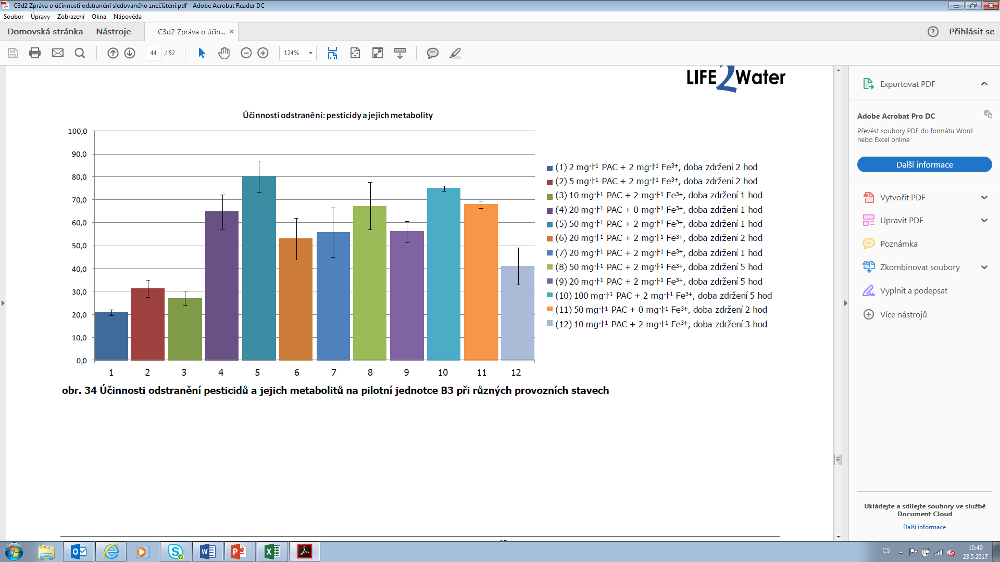 C3d2 Zpráva o účinnosti odstranění sledovaného znečištění.pdf - Adobe Acrobat Reader DC
Soubor Úpravy Zobrazení Okna Nápověda
Domovská stránka Nástroje C3d2 Zpráva o účin... × Přihlásit se
44 / 52 124%
LIFE2Water
Účinnosti odstranění: pesticidy a jejich metabolity
100,0
90,0
80,0
70,0
60,0
50,0
40,0
30,0
20,0
10,0
0,0
1 2 3 4 5 6 7 8 9 10 11 12
(1) 2 mg·l⁻¹ PAC + 2 mg·l⁻¹ Fe³⁺, doba zdržení 2 hod
(2) 5 mg·l⁻¹ PAC + 2 mg·l⁻¹ Fe³⁺, doba zdržení 2 hod
(3) 10 mg·l⁻¹ PAC + 2 mg·l⁻¹ Fe³⁺, doba zdržení 1 hod
(4) 20 mg·l⁻¹ PAC + 0 mg·l⁻¹ Fe³⁺, doba zdržení 1 hod
(5) 50 mg·l⁻¹ PAC + 2 mg·l⁻¹ Fe³⁺, doba zdržení 1 hod
(6) 20 mg·l⁻¹ PAC + 2 mg·l⁻¹ Fe³⁺, doba zdržení 2 hod
(7) 20 mg·l⁻¹ PAC + 2 mg·l⁻¹ Fe³⁺, doba zdržení 1 hod
(8) 50 mg·l⁻¹ PAC + 2 mg·l⁻¹ Fe³⁺, doba zdržení 5 hod
(9) 20 mg·l⁻¹ PAC + 2 mg·l⁻¹ Fe³⁺, doba zdržení 5 hod
(10) 100 mg·l⁻¹ PAC + 2 mg·l⁻¹ Fe³⁺, doba zdržení 5 hod
(11) 50 mg·l⁻¹ PAC + 0 mg·l⁻¹ Fe³⁺, doba zdržení 2 hod
(12) 10 mg·l⁻¹ PAC + 2 mg·l⁻¹ Fe³⁺, doba zdržení 3 hod
obr. 34 Účinnosti odstranění pesticidů a jejich metabolitů na pilotní jednotce B3 při různých provozních stavech
Exportovat PDF
Adobe Acrobat Pro DC
Převést soubory PDF do formátu Word
nebo Excel online
Další informace
Vytvořit PDF
Upravit PDF
Poznámka
Zkombinovat soubory
Vyplnit a podepsat
Více nástrojů
Ukládejte a sdílejte soubory ve službě
Document Cloud
Další informace
CS 10:49
23.5.2017